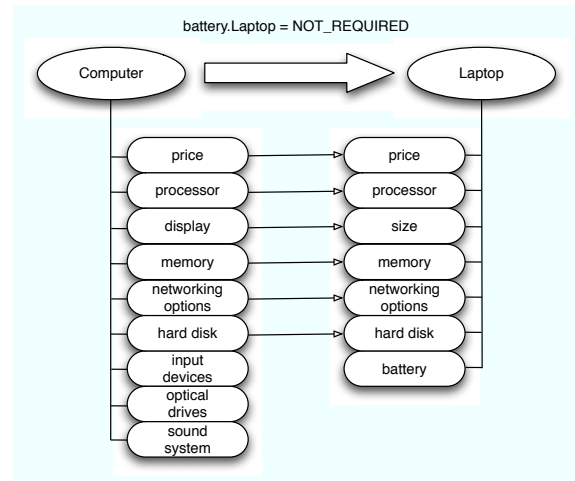 battery.Laptop = NOT_REQUIRED
Computer
Laptop
price
price
processor
processor
display
size
memory
memory
networking
options
networking
options
hard disk
hard disk
input
devices
battery
optical
drives
sound
system